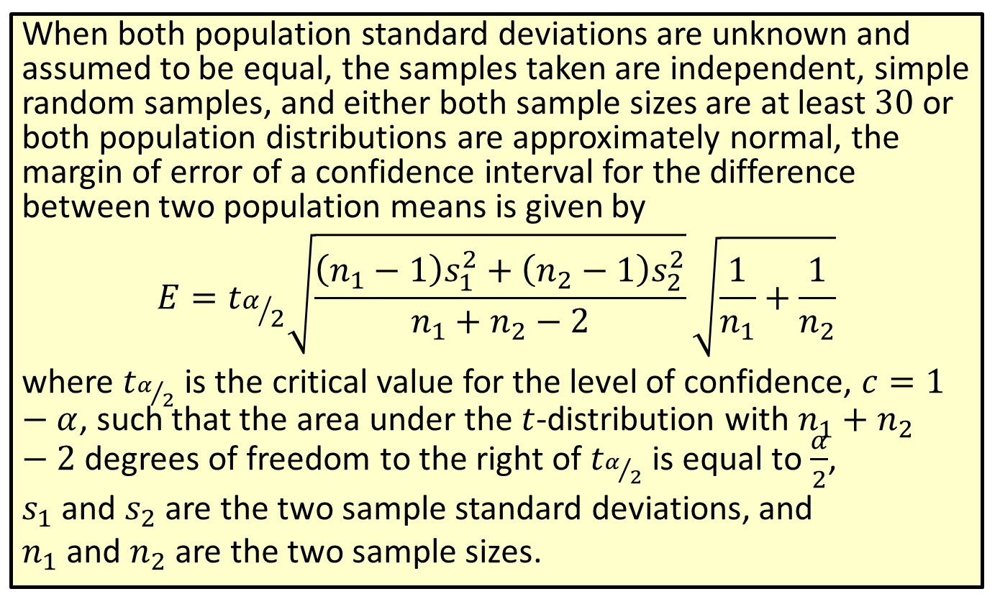 When both population standard deviations are unknown and
assumed to be equal, the samples taken are independent, simple
random samples, and either both sample sizes are at least 30 or
both population distributions are approximately normal, the
margin of error of a confidence interval for the difference
between two population means is given by
$E = t_{\alpha/2} \sqrt{\frac{(n_1 - 1)s_1^2 + (n_2 - 1)s_2^2}{n_1 + n_2 - 2}} \sqrt{\frac{1}{n_1} + \frac{1}{n_2}}$
where $t_{\alpha/2}$ is the critical value for the level of confidence, $c = 1$
$- \alpha$, such that the area under the $t$-distribution with $n_1 + n_2$
$- 2$ degrees of freedom to the right of $t_{\alpha/2}$ is equal to $\frac{\alpha}{2}$,
$s_1$ and $s_2$ are the two sample standard deviations, and
$n_1$ and $n_2$ are the two sample sizes.